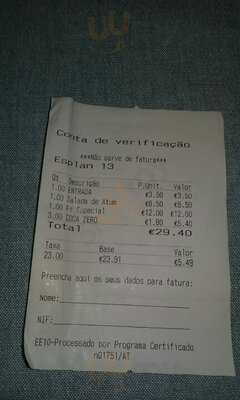 Conta de verificação
***Não serve de fatura***
Esplan 13
Qt. Descrição P.Unit. Valor
1.00 ENTRADA €3.50 €3.50
1.00 Salada de Atum €8.50 €8.50
1.00 Especial €12.00 €12.00
3.00 COCA ZERO €1.80 €5.40
Total €29.40
Taxa Base Valor
23.00 €23.91 €5.49
Preencha aqui os seus dados para fatura:
Nome:
NIF:
EE10-Processado por Programa Certificado
nº1751/AT